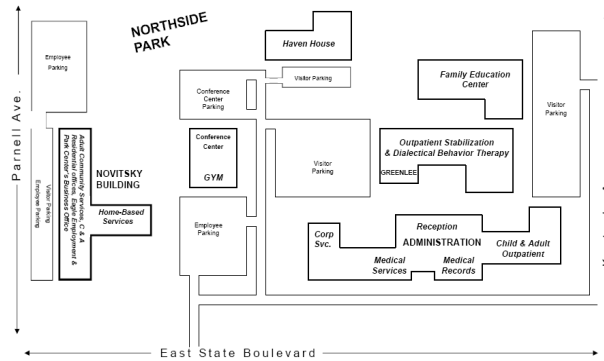 NORTHSIDE
PARK
Haven House
Employee
Parking
Conference
Center
Parking
Visitor Parking
Family Education
Center
Visitor
Parking
Parnell Ave.
Adult Community Services, C & A
Residential offices, Eagle Employment &
Park Center's Business Office
NOVITSKY
BUILDING
Home-Based
Services
Visitor Parking
Employee Parking
Conference
Center
GYM
Visitor
Parking
Outpatient Stabilization
& Dialectical Behavior Therapy
GREENLEE
Employee
Parking
Corp
Svc.
Reception
ADMINISTRATION
Medical
Services
Medical
Records
Child & Adult
Outpatient
East State Boulevard